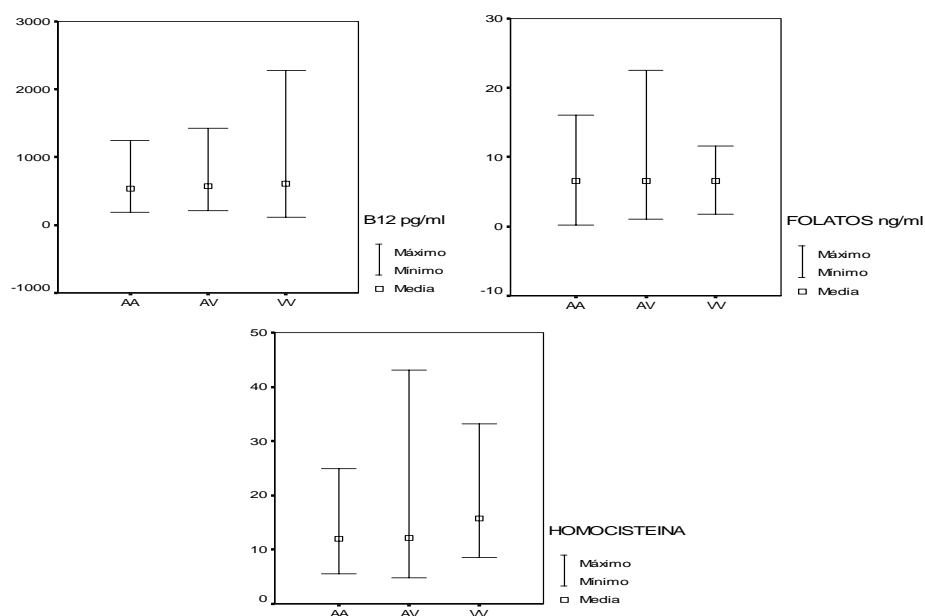 3000
2000
1000
0
-1000
AA AV VV
B12 pg/ml
Máximo
Mínimo
Media
30
20
10
0
-10
AA AV VV
FOLATOS ng/ml
Máximo
Mínimo
Media
50
40
30
20
10
0
AA AV VV
HOMOCISTEINA
Máximo
Mínimo
Media